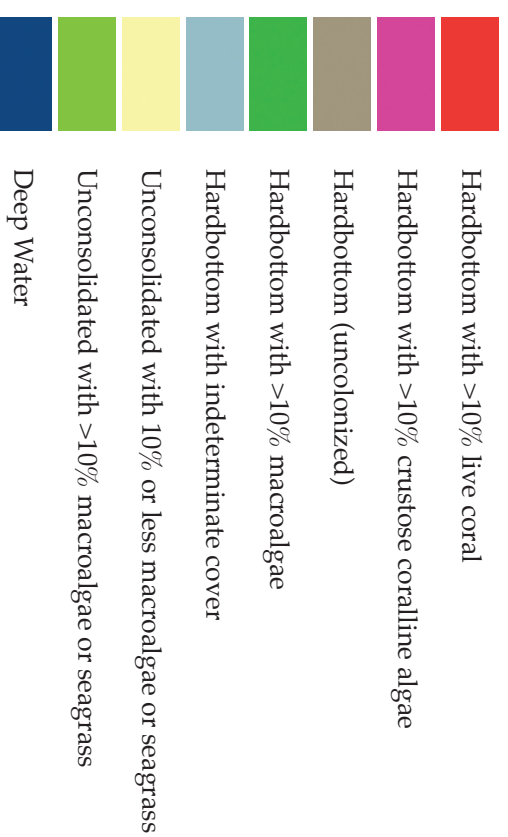 Hardbottom with >10% live coral
Hardbottom with >10% crustose coralline algae
Hardbottom (uncolonized)
Hardbottom with >10% macroalgae
Hardbottom with indeterminate cover
Unconsolidated with 10% or less macroalgae or seagrass
Unconsolidated with >10% macroalgae or seagrass
Deep Water